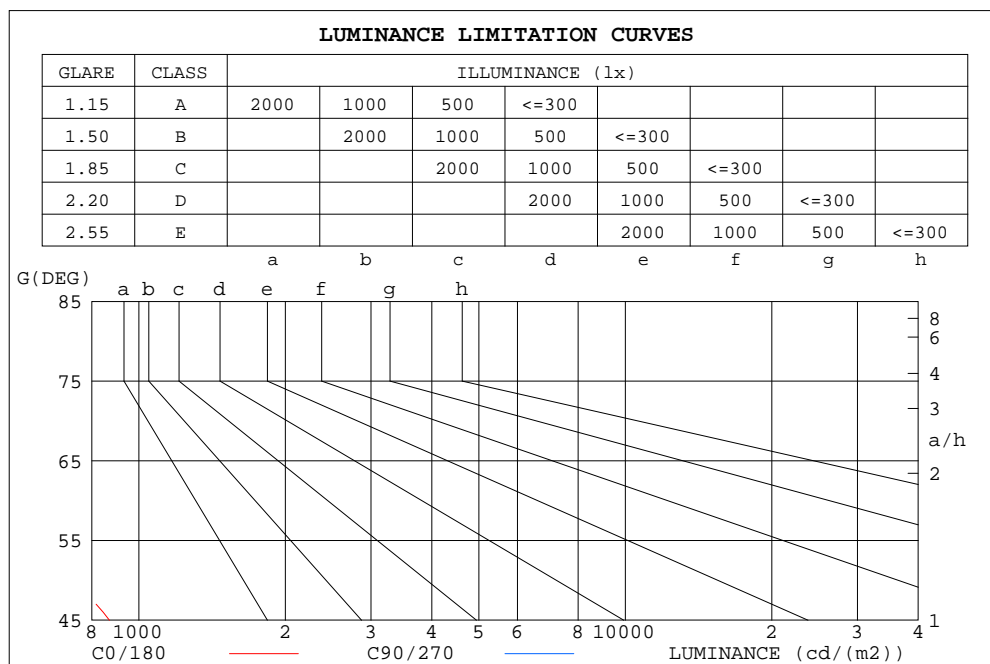 LUMINANCE LIMITATION CURVES
GLARE CLASS ILLUMINANCE (lx)
1.15 A 2000 1000 500 <=300
1.50 B 2000 1000 500 <=300
1.85 C 2000 1000 500 <=300
2.20 D 2000 1000 500 <=300
2.55 E 2000 1000 500 <=300
a b c d e f g h
G(DEG)
a b c d e f g h
85
8
6
75 4
3
a/h
65
2
55
45 1
8 1000 2 3 4 5 6 8 10000 2 3 4
C0/180 C90/270 LUMINANCE (cd/(m2))